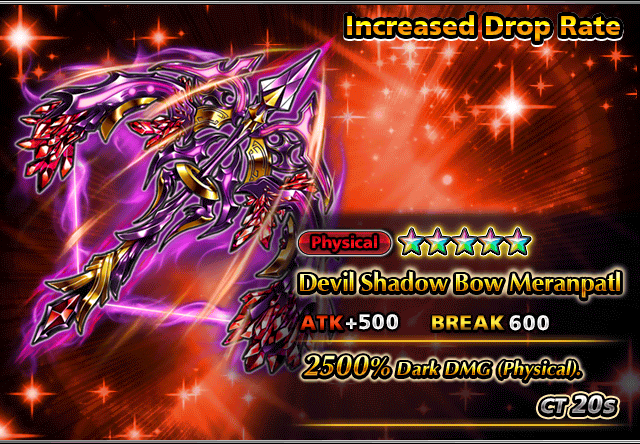 Increased Drop Rate
Physical
Devil Shadow Bow Meranpatl
ATK+500 BREAK 600
2500% Dark DMG (Physical).
CT 20s